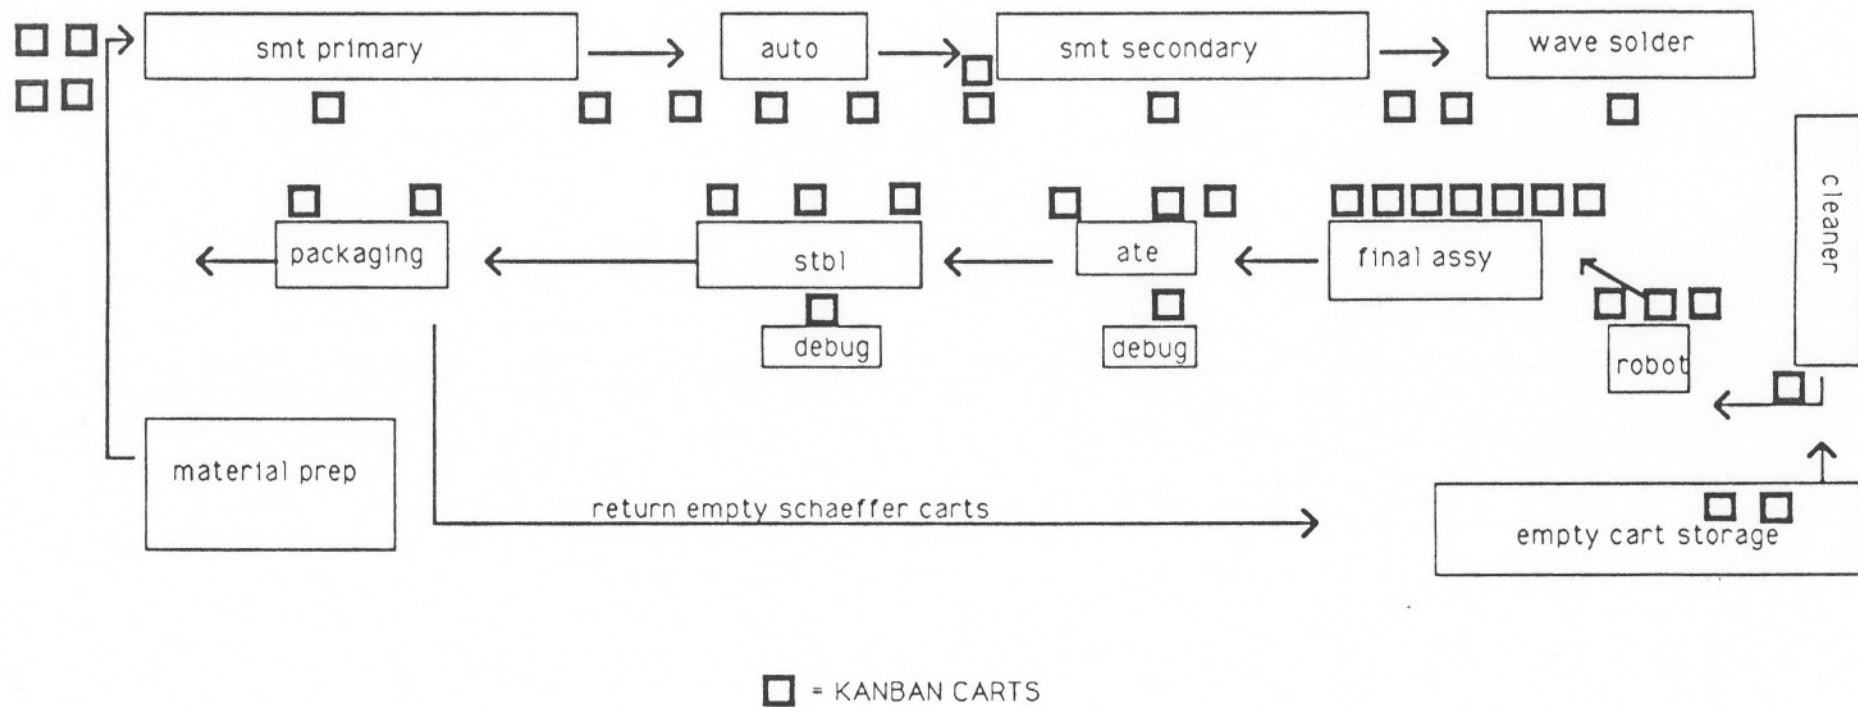 smt primary
auto
smt secondary
wave solder
cleaner
packaging
stbl
ate
final assy
debug
debug
robot
material prep
return empty schaeffer carts
empty cart storage
= KANBAN CARTS